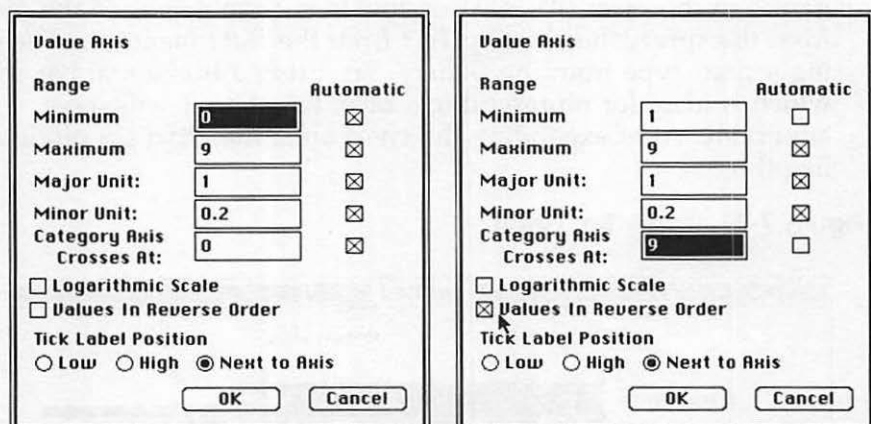 Value Axis
Range
Automatic
Minimum 0
Maximum 9
Major Unit: 1
Minor Unit: 0.2
Category Axis
Crosses At: 0
Logarithmic Scale
Values In Reverse Order
Tick Label Position
Low High Next to Axis
OK Cancel
Value Axis
Range
Automatic
Minimum 1
Maximum 9
Major Unit: 1
Minor Unit: 0.2
Category Axis
Crosses At: 9
Logarithmic Scale
Values In Reverse Order
Tick Label Position
Low High Next to Axis
OK Cancel